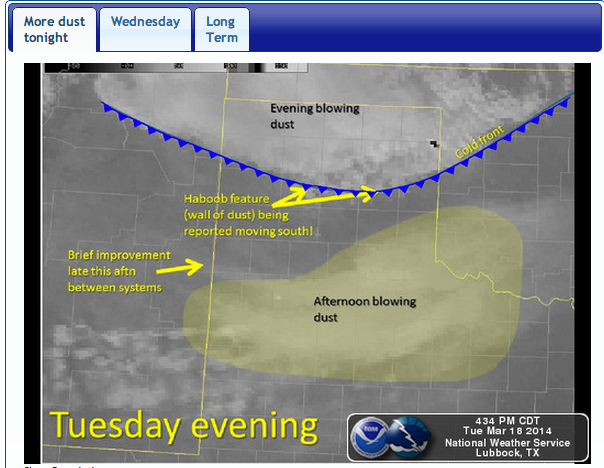 More dust
tonight
Wednesday
Long
Term
Evening blowing
dust
Cold front
Haboob feature
(wall of dust) being
reported moving south!
Brief improvement
late this aftn
between systems
Afternoon blowing
dust
Tuesday evening
NOAA
434 PM CDT
Tue Mar 18 2014
National Weather Service
Lubbock, TX